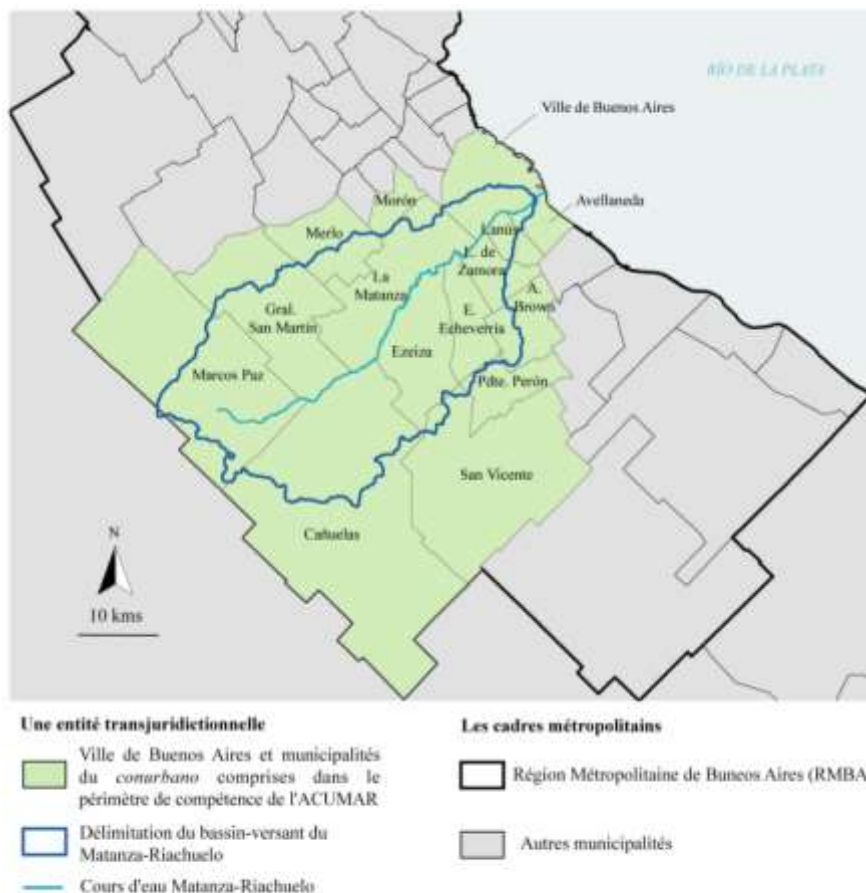 RÍO DE LA PLATA
Ville de Buenos Aires
Avellaneda
Morón
Merlo
Lanús
L. de
Zamora
La
Matanza
A.
Brown
Gral.
San Martín
E.
Echeverría
Ezeiza
Marcos Paz
Pdte. Perón
San Vicente
Cañuelas
N
10 kms
Une entité transjuridictionnelle
Ville de Buenos Aires et municipalités
du conurbano comprises dans le
périmètre de compétence de l'ACUMAR
Délimitation du bassin-versant du
Matanza-Riachuelo
Cours d'eau Matanza-Riachuelo
Les cadres métropolitains
Région Métropolitaine de Buneos Aires (RMBA
Autres municipalités